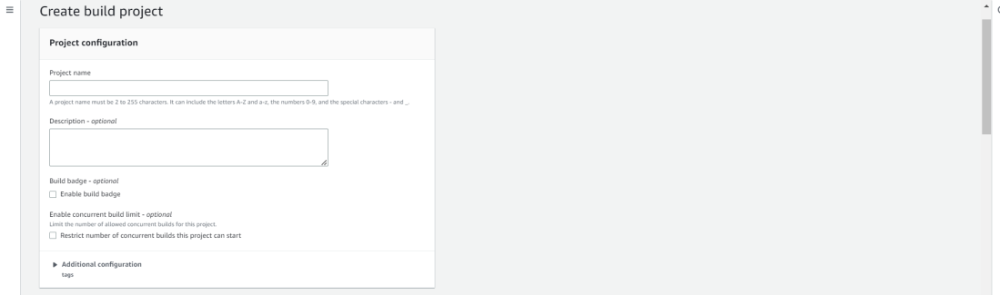 Create build project
Project configuration
Project name
A project name must be 2 to 255 characters. It can include the letters A-Z and a-z, the numbers 0-9, and the special characters - and _.
Description - optional
Build badge - optional
Enable build badge
Enable concurrent build limit - optional
Limit the number of allowed concurrent builds for this project.
Restrict number of concurrent builds this project can start
Additional configuration
tags